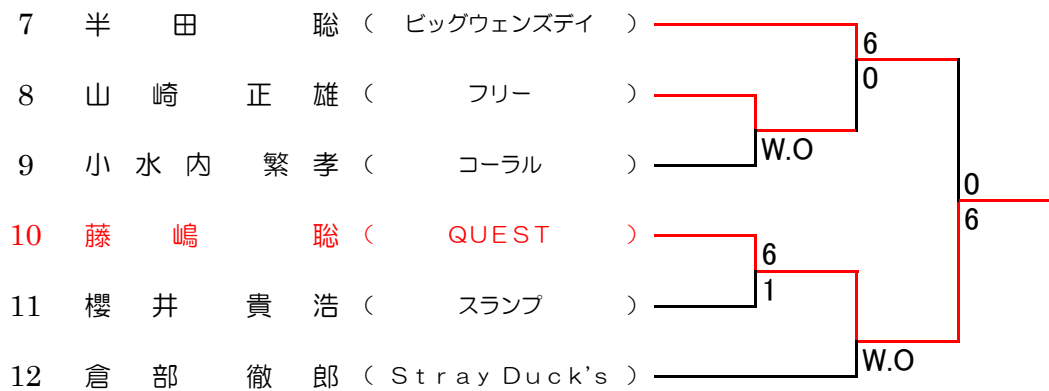 7 半田 聡 ( ビッグウェンズデイ )
6
0
8 山崎 正雄 ( フリー )
W.O
9 小水内 繁孝 ( コーラル )
0
6
10 藤嶋 聡 ( QUEST )
6
1
11 櫻井 貴浩 ( スランプ )
W.O
12 倉部 徹郎 ( Stray Duck's )